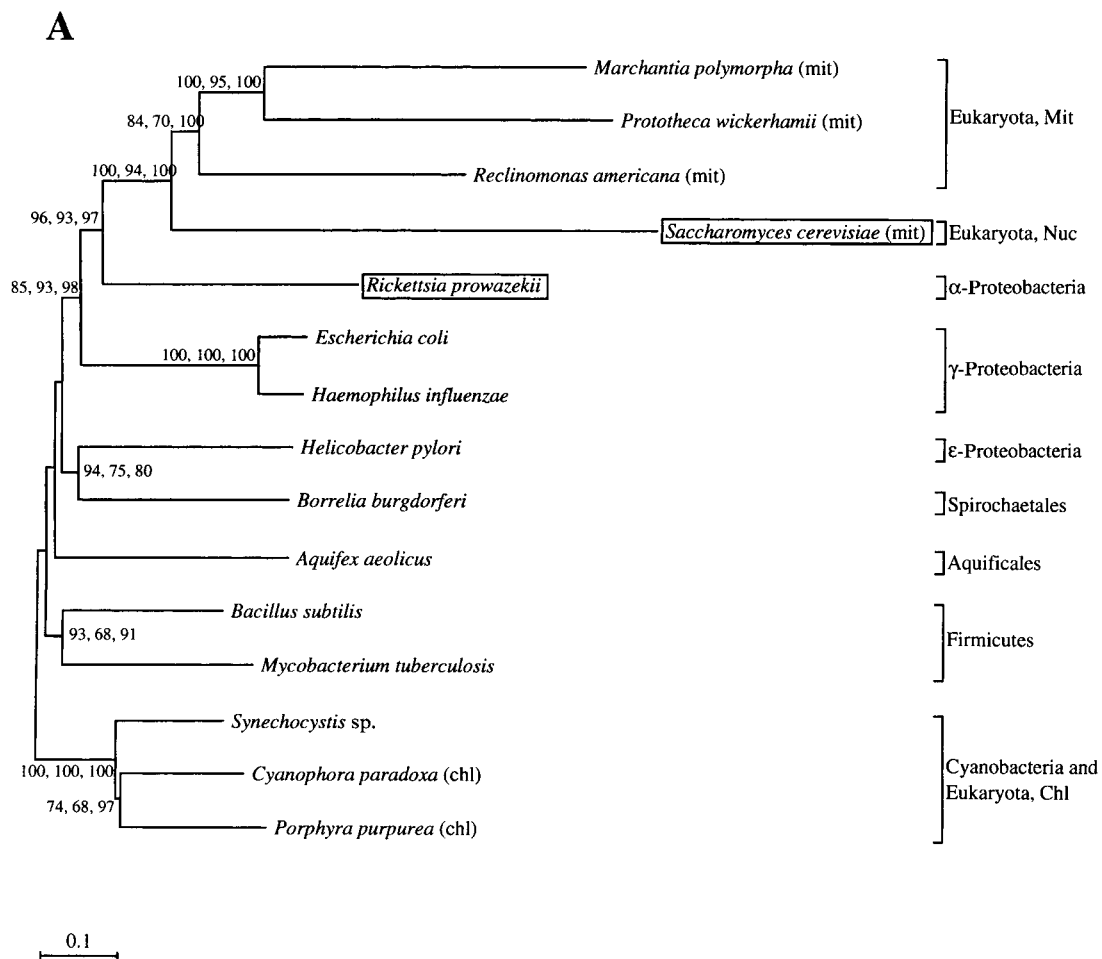 A
Marchantia polymorpha (mit)
100, 95, 100
Prototheca wickerhamii (mit)
Eukaryota, Mit
84, 70, 100
Reclinomonas americana (mit)
100, 94, 100
96, 93, 97
Saccharomyces cerevisiae (mit)
Eukaryota, Nuc
85, 93, 98
Rickettsia prowazekii
α-Proteobacteria
Escherichia coli
100, 100, 100
γ-Proteobacteria
Haemophilus influenzae
Helicobacter pylori
ε-Proteobacteria
94, 75, 80
Borrelia burgdorferi
Spirochaetales
Aquifex aeolicus
Aquificales
Bacillus subtilis
93, 68, 91
Firmicutes
Mycobacterium tuberculosis
Synechocystis sp.
100, 100, 100
Cyanophora paradoxa (chl)
Cyanobacteria and
Eukaryota, Chl
74, 68, 97
Porphyra purpurea (chl)
0.1